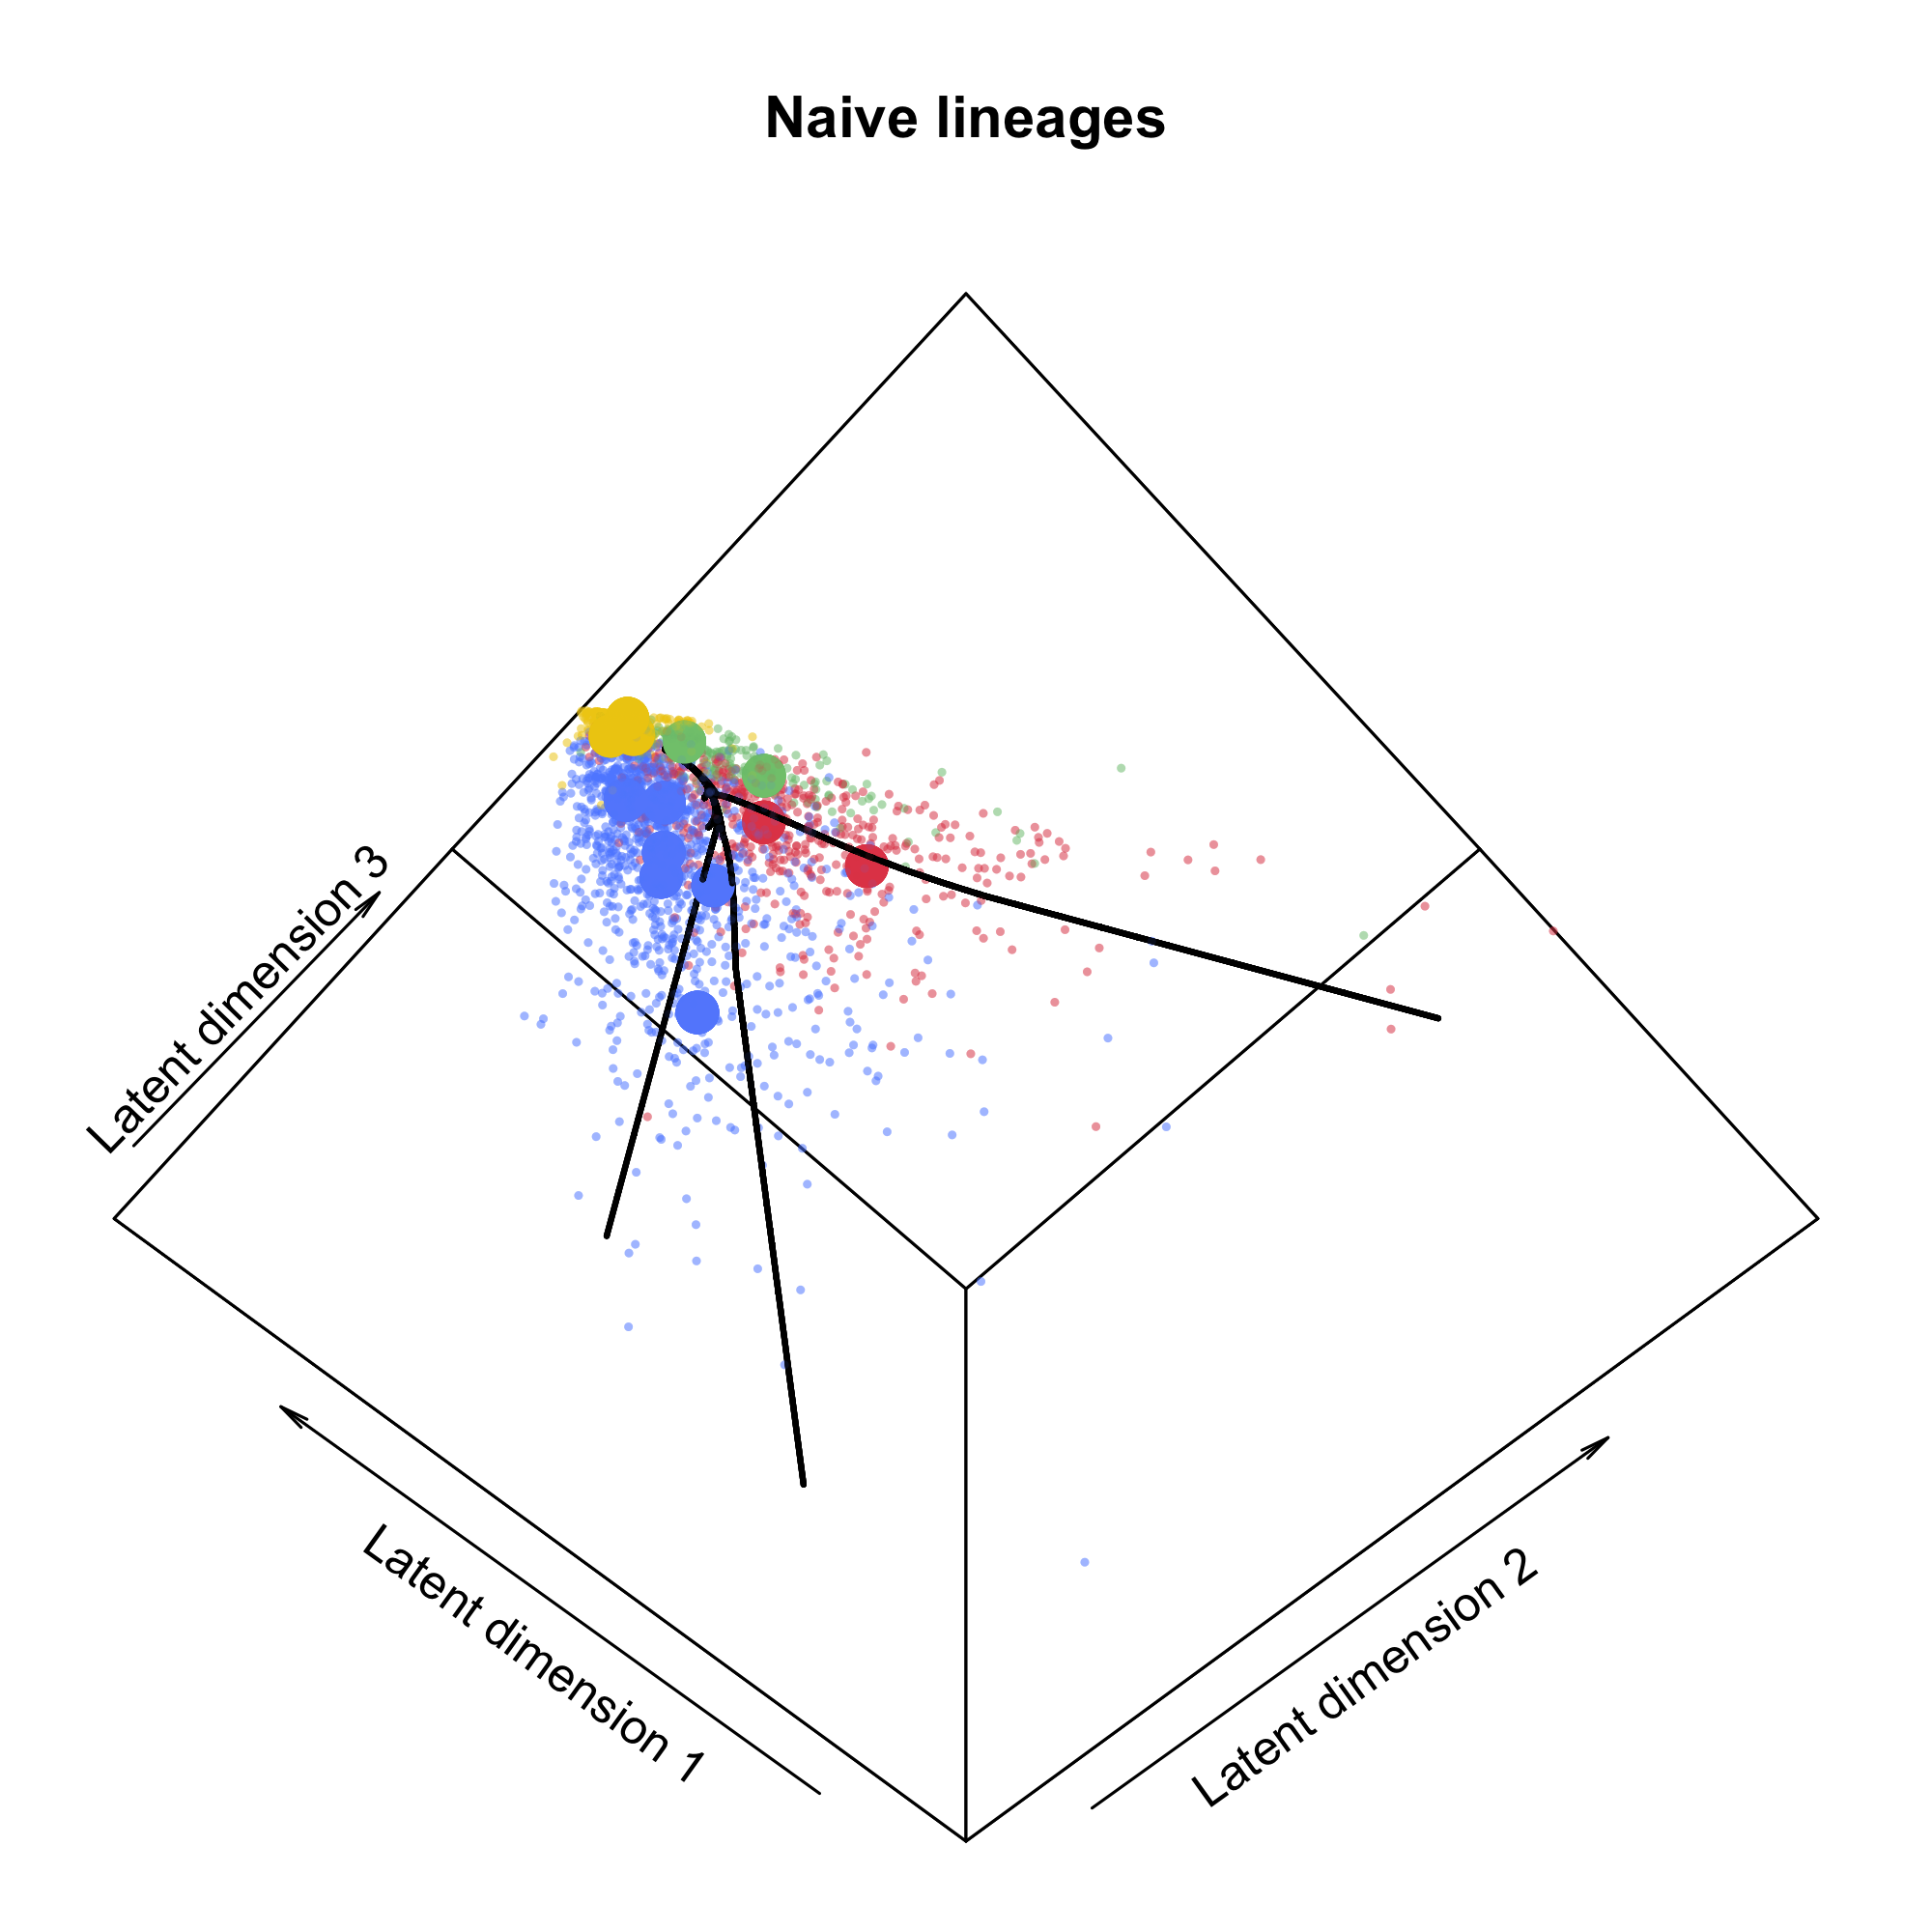 Naive lineages
Latent dimension 3
Latent dimension 1
Latent dimension 2